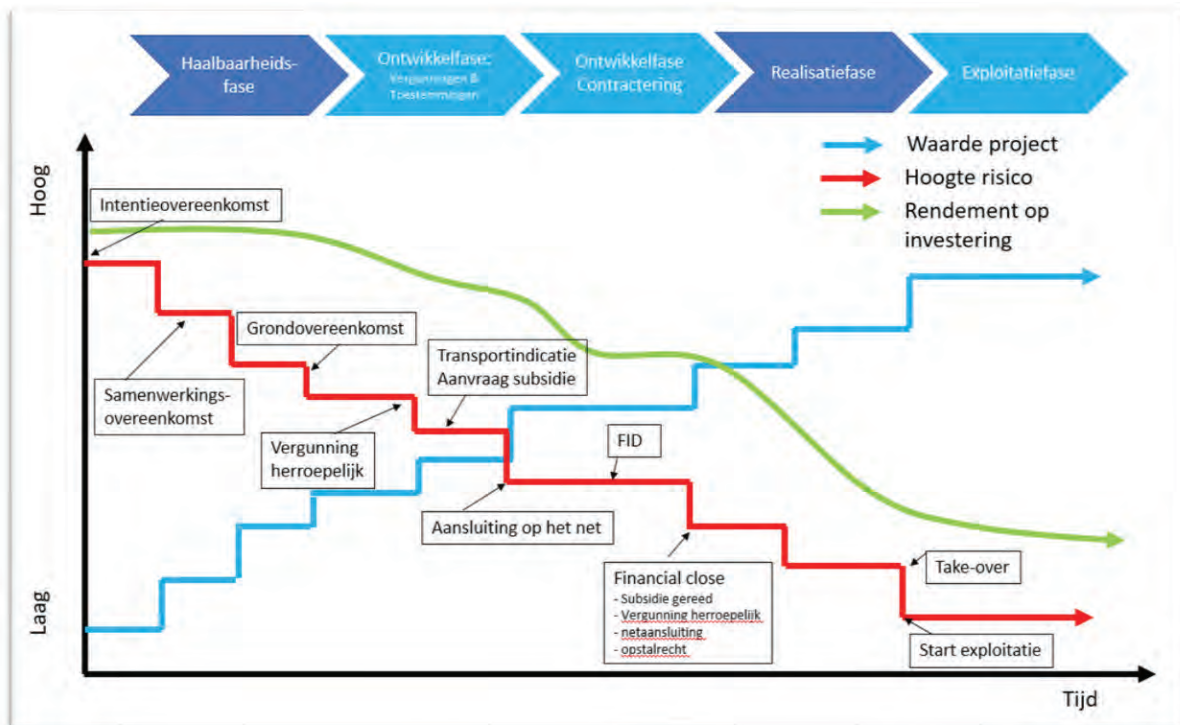 Haalbaarheids-
fase
Ontwikkelfase:
Vergunningen &
Toestemmingen
Ontwikkelfase
Contractering
Realisatiefase
Exploitatiefase
Hoog
Laag
Waarde project
Hoogte risico
Rendement op
investering
Intentieovereenkomst
Grondovereenkomst
Samenwerkings-
overeenkomst
Transportindicatie
Aanvraag subsidie
Vergunning
herroepelijk
FID
Aansluiting op het net
Financial close
- Subsidie gereed
- Vergunning herroepelijk
- netaansluiting
- opstalrecht
Take-over
Start exploitatie
Tijd